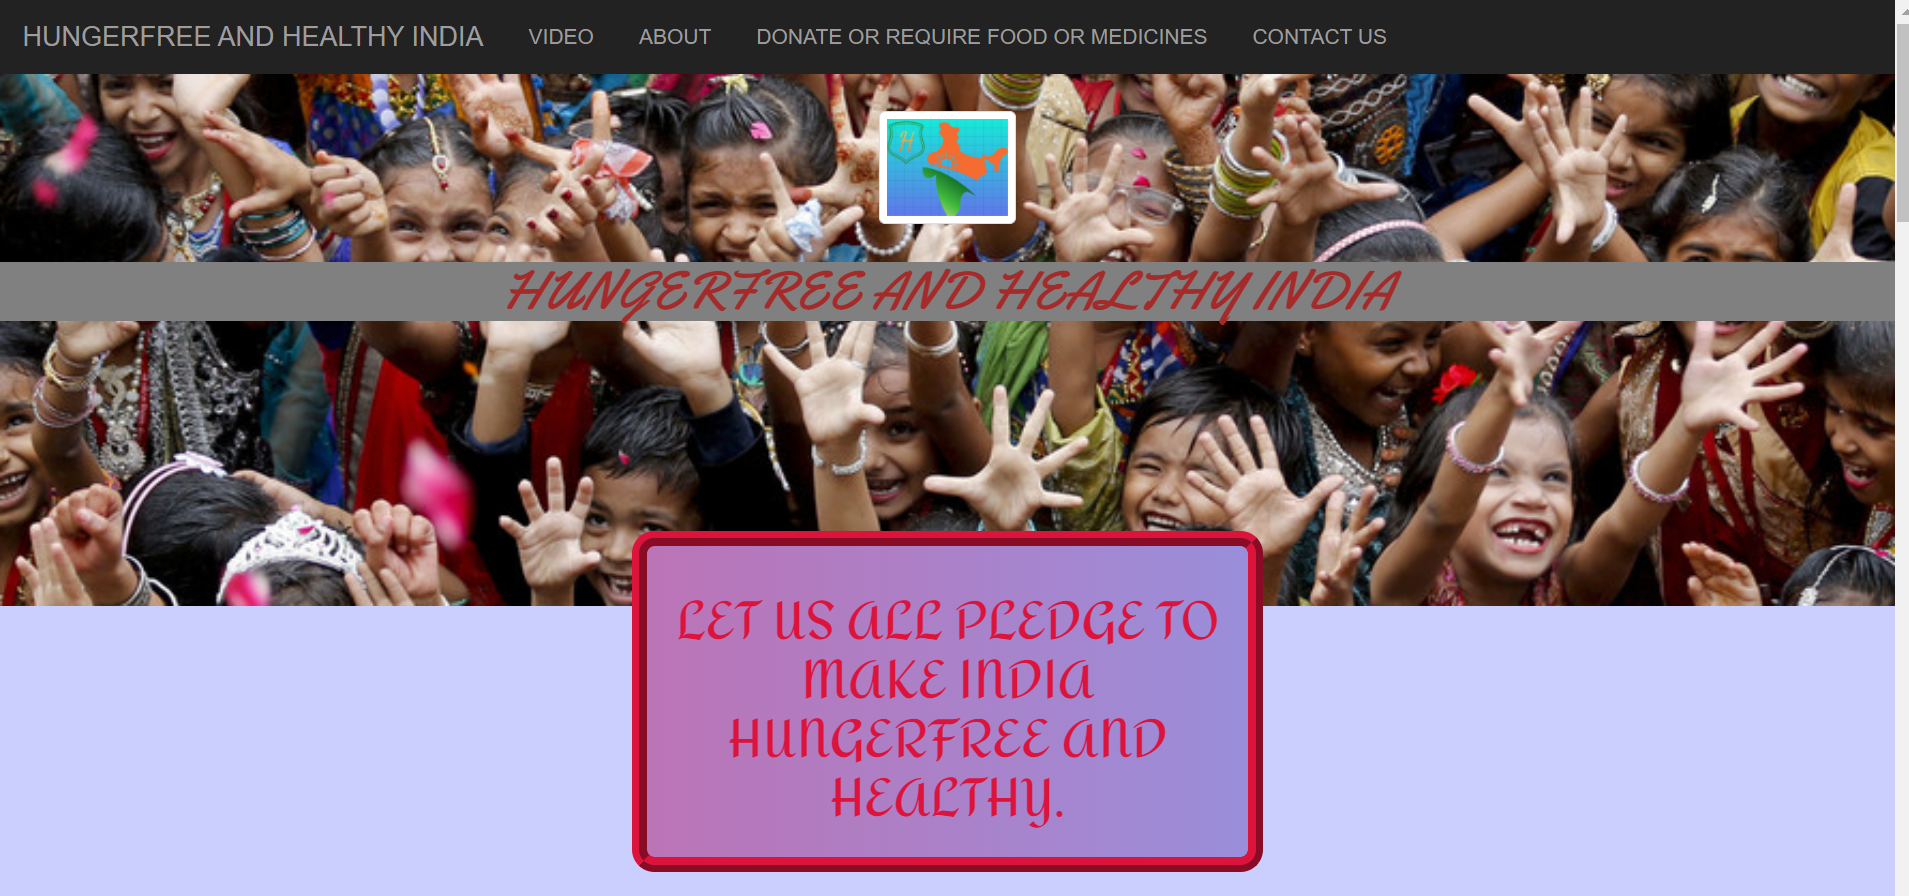 HUNGERFREE AND HEALTHY INDIA VIDEO ABOUT DONATE OR REQUIRE FOOD OR MEDICINES CONTACT US
H
HUNGERFREE AND HEALTHY INDIA
LET US ALL PLEDGE TO
MAKE INDIA
HUNGERFREE AND
HEALTHY.